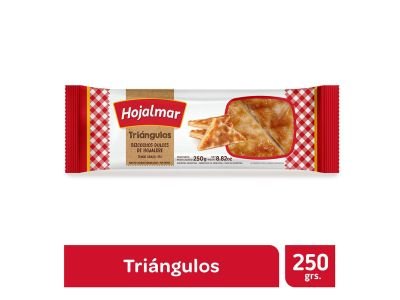 Hojalmar
Triángulos
BIZCOCHOS DULCES
DE HOJALDRE
250g
8.82oz
Triángulos
250
grs.